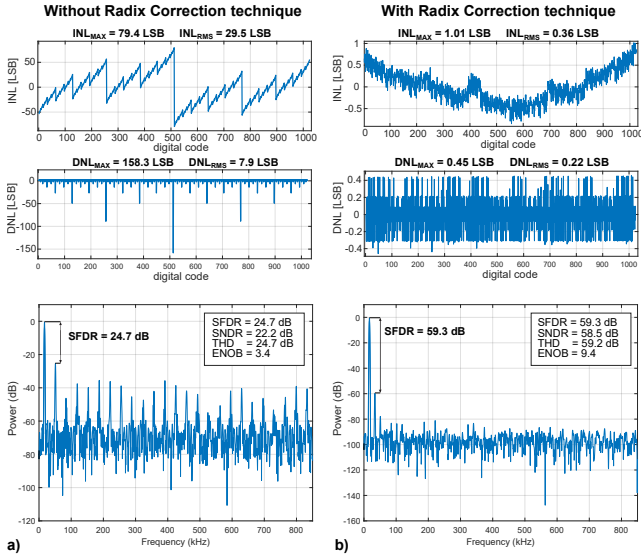 Without Radix Correction technique
INL_MAX = 79.4 LSB INL_RMS = 29.5 LSB
INL [LSB]
50
0
-50
0 100 200 300 400 500 600 700 800 900 1000
digital code
DNL_MAX = 158.3 LSB DNL_RMS = 7.9 LSB
DNL [LSB]
0
-50
-100
-150
0 100 200 300 400 500 600 700 800 900 1000
digital code
SFDR = 24.7 dB
SFDR = 24.7 dB
SNDR = 22.2 dB
THD = 24.7 dB
ENOB = 3.4
Power (dB)
0
-20
-40
-60
-80
-100
-120
0 100 200 300 400 500 600 700 800
Frequency (kHz)
a)
With Radix Correction technique
INL_MAX = 1.01 LSB INL_RMS = 0.36 LSB
INL [LSB]
1
0.5
0
-0.5
0 100 200 300 400 500 600 700 800 900 1000
digital code
DNL_MAX = 0.45 LSB DNL_RMS = 0.22 LSB
DNL [LSB]
0.4
0.2
0
-0.2
-0.4
0 100 200 300 400 500 600 700 800 900 1000
digital code
SFDR = 59.3 dB
SFDR = 59.3 dB
SNDR = 58.5 dB
THD = 59.2 dB
ENOB = 9.4
Power (dB)
0
-20
-40
-60
-80
-100
-120
-140
-160
0 100 200 300 400 500 600 700 800
Frequency (kHz)
b)